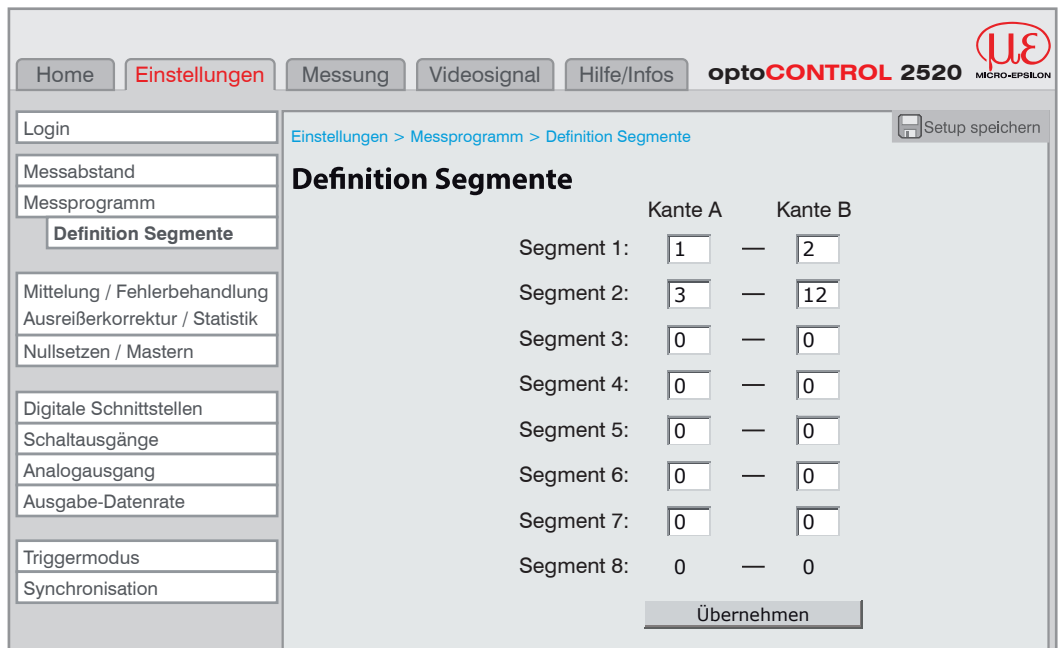 Home Einstellungen Messung Videosignal Hilfe/Infos optoCONTROL 2520 με
MICRO-EPSILON
Login
Messabstand
Messprogramm
Definition Segmente
Mittelung / Fehlerbehandlung
Ausreißerkorrektur / Statistik
Nullsetzen / Mastern
Digitale Schnittstellen
Schaltausgänge
Analogausgang
Ausgabe-Datenrate
Triggermodus
Synchronisation
Einstellungen > Messprogramm > Definition Segmente
Setup speichern
Definition Segmente
Kante A Kante B
Segment 1: 1 — 2
Segment 2: 3 — 12
Segment 3: 0 — 0
Segment 4: 0 — 0
Segment 5: 0 — 0
Segment 6: 0 — 0
Segment 7: 0 0
Segment 8: 0 — 0
Übernehmen